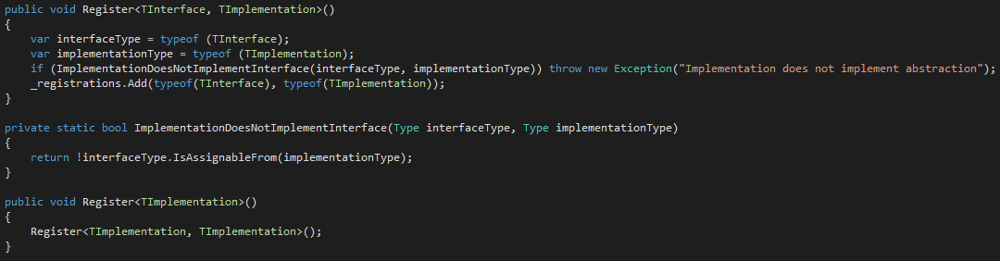 public void Register<TInterface, TImplementation>()
{
    var interfaceType = typeof (TInterface);
    var implementationType = typeof (TImplementation);
    if (ImplementationDoesNotImplementInterface(interfaceType, implementationType)) throw new Exception("Implementation does not implement abstraction");
    _registrations.Add(typeof(TInterface), typeof(TImplementation));
}

private static bool ImplementationDoesNotImplementInterface(Type interfaceType, Type implementationType)
{
    return !interfaceType.IsAssignableFrom(implementationType);
}

public void Register<TImplementation>()
{
    Register<TImplementation, TImplementation>();
}